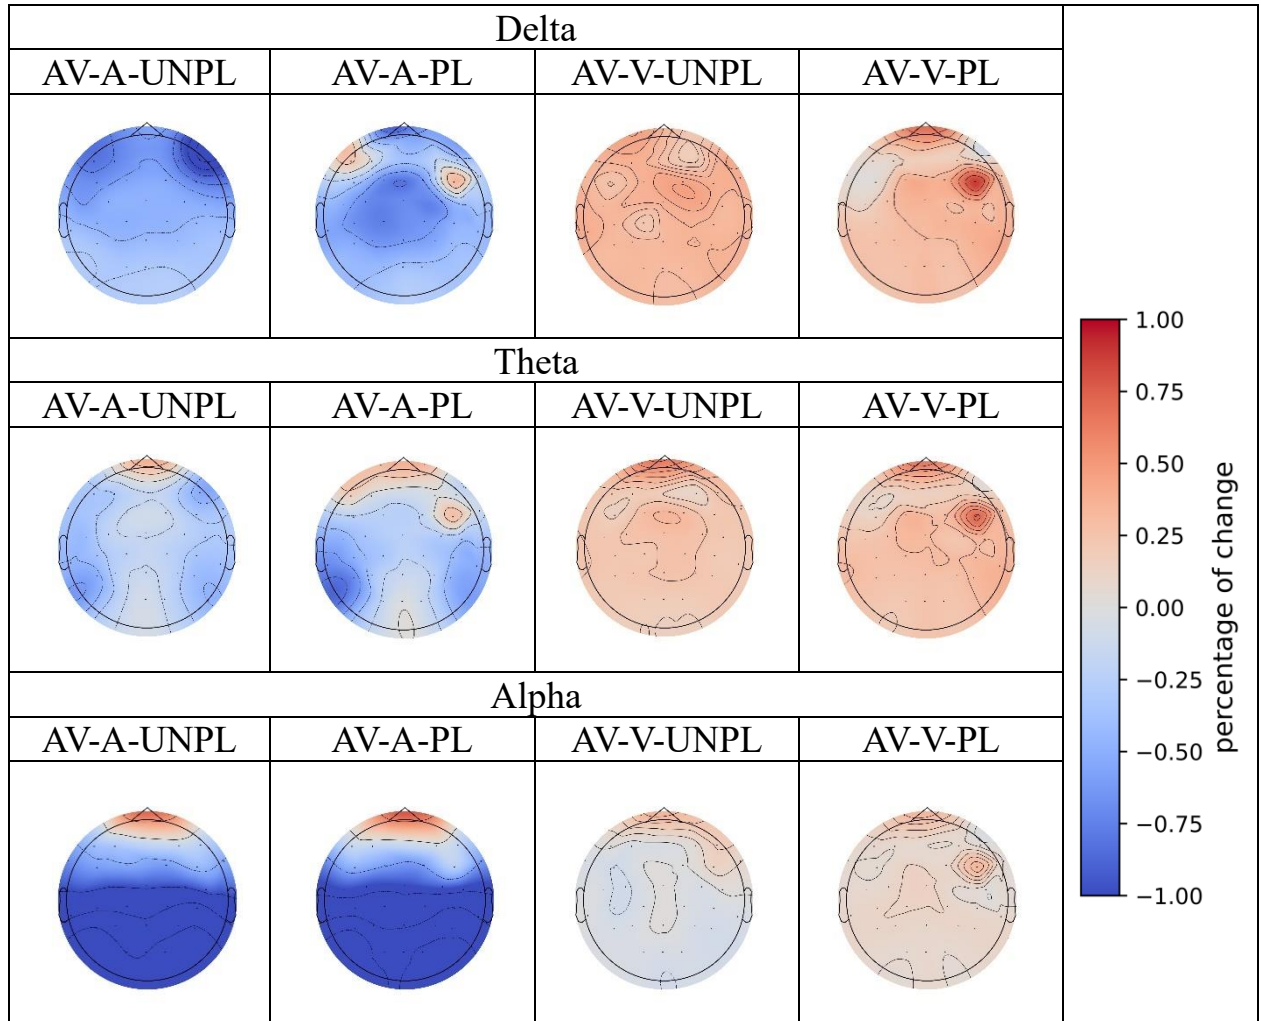 Delta
AV-A-UNPL AV-A-PL AV-V-UNPL AV-V-PL
Theta
AV-A-UNPL AV-A-PL AV-V-UNPL AV-V-PL
Alpha
AV-A-UNPL AV-A-PL AV-V-UNPL AV-V-PL
1.00
0.75
0.50
0.25
0.00
−0.25
−0.50
−0.75
−1.00
percentage of change